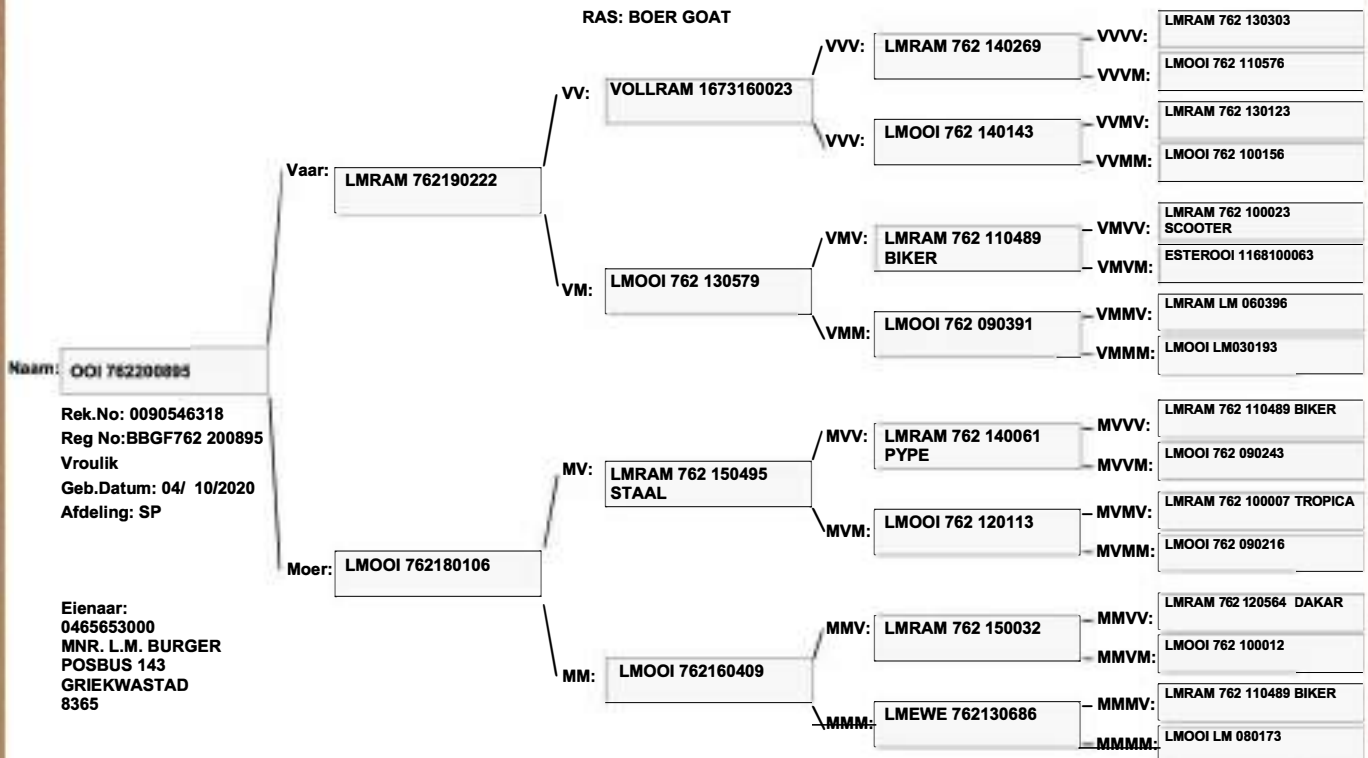 RAS: BOER GOAT
Naam: OOI 762200895
Rek.No: 0090546318
Reg No:BBGF762 200895
Vroulik
Geb.Datum: 04/ 10/2020
Afdeling: SP
Eienaar:
0465653000
MNR. L.M. BURGER
POSBUS 143
GRIEKWASTAD
8365
Vaar: LMRAM 762190222
Moer: LMOOI 762180106
VV: VOLLRAM 1673160023
VM: LMOOI 762 130579
MV: LMRAM 762 150495
STAAL
MM: LMOOI 762160409
VVV: LMRAM 762 140269
VVV: LMOOI 762 140143
VMV: LMRAM 762 110489
BIKER
VMM: LMOOI 762 090391
MVV: LMRAM 762 140061
PYPE
MVM: LMOOI 762 120113
MMV: LMRAM 762 150032
MMM: LMEWE 762130686
VVVV: LMRAM 762 130303
VVVM: LMOOI 762 110576
VVMV: LMRAM 762 130123
VVMM: LMOOI 762 100156
VMVV: LMRAM 762 100023
SCOOTER
VMVM: ESTEROOI 1168100063
VMMV: LMRAM LM 060396
VMMM: LMOOI LM030193
MVVV: LMRAM 762 110489 BIKER
MVVM: LMOOI 762 090243
MVMV: LMRAM 762 100007 TROPICA
MVMM: LMOOI 762 090216
MMVV: LMRAM 762 120564 DAKAR
MMVM: LMOOI 762 100012
MMMV: LMRAM 762 110489 BIKER
MMMM: LMOOI LM 080173